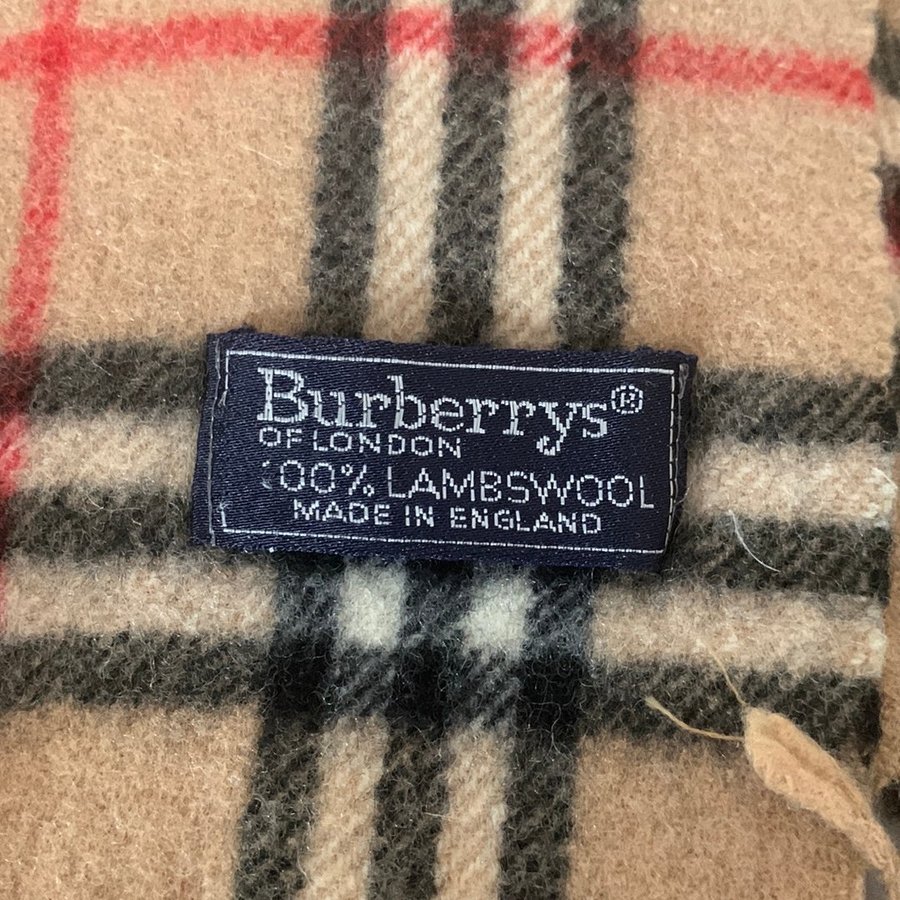 Burberrys®
OF LONDON
100% LAMBSWOOL
MADE IN ENGLAND